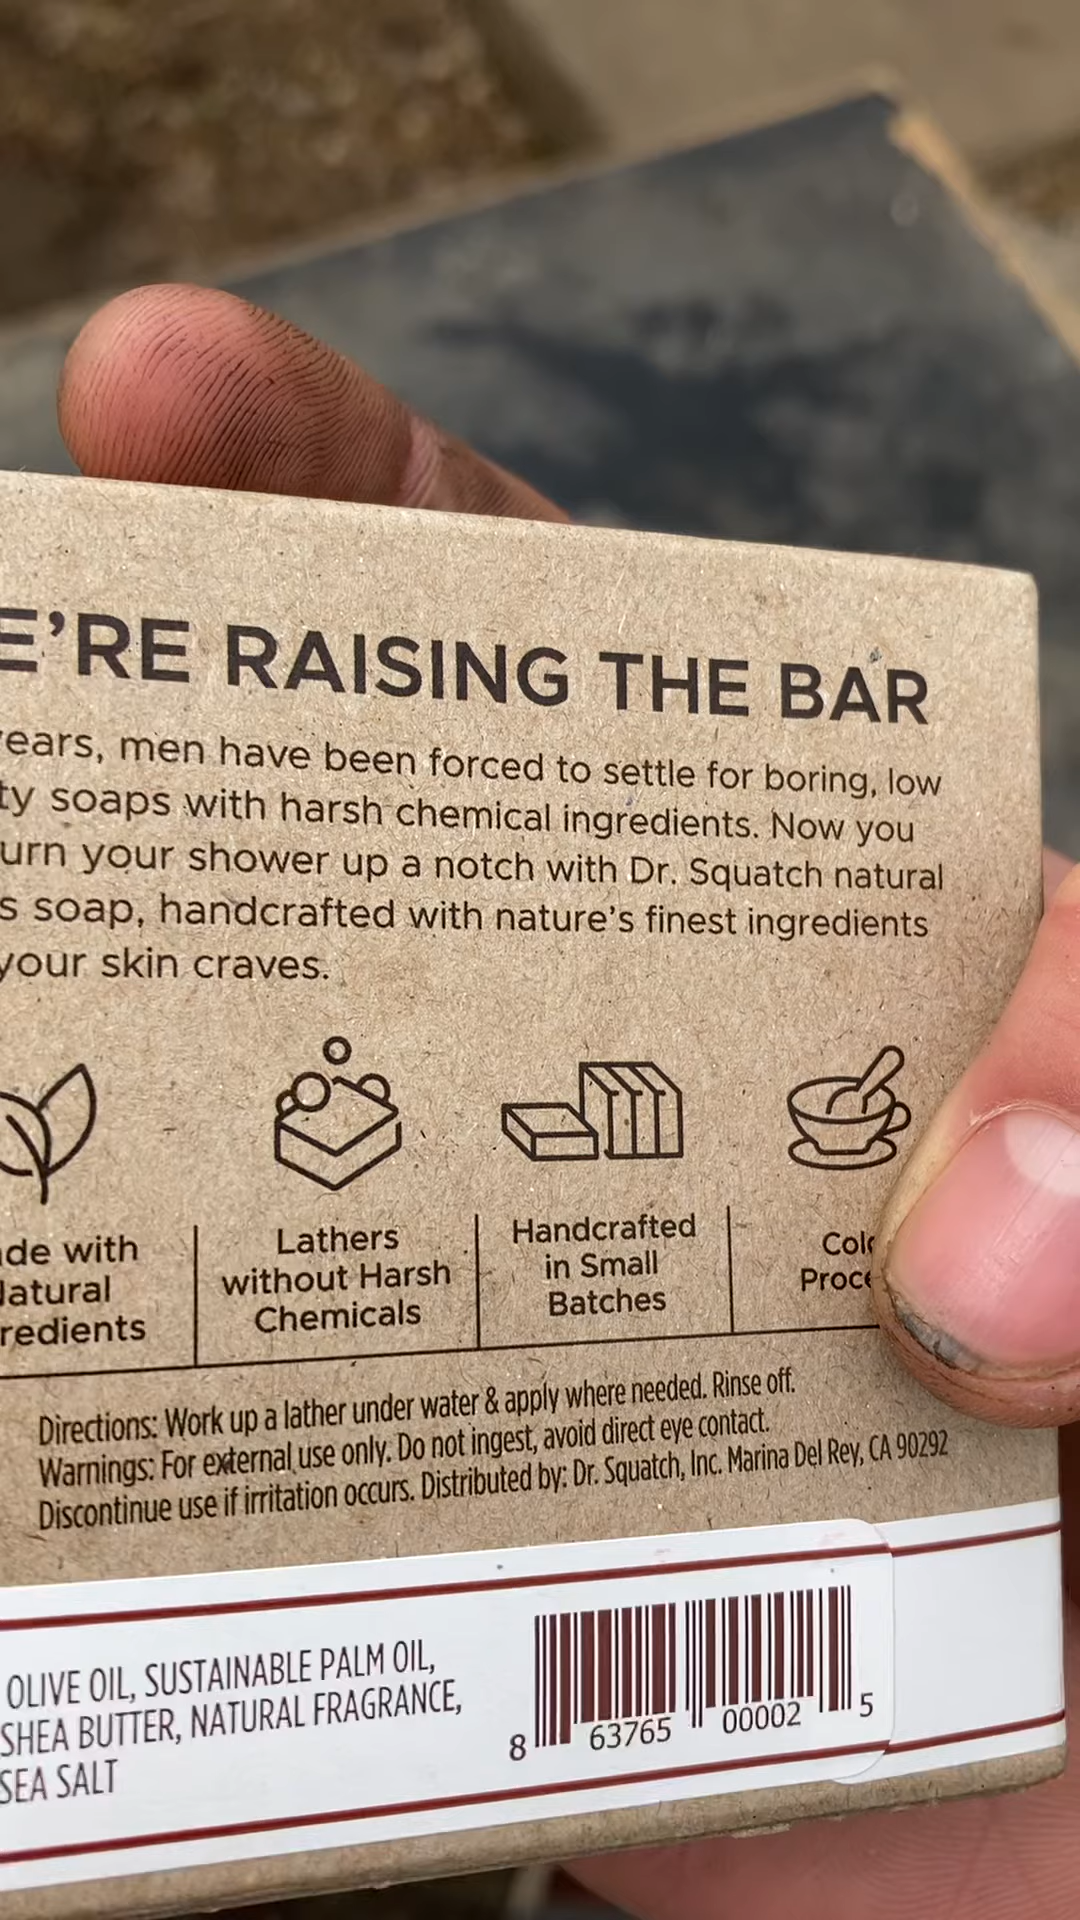 E'RE RAISING THE BAR
years, men have been forced to settle for boring, low
ty soaps with harsh chemical ingredients. Now you
urn your shower up a notch with Dr. Squatch natural
s soap, handcrafted with nature's finest ingredients
your skin craves.
de with
atural
redients
Lathers
without Harsh
Chemicals
Handcrafted
in Small
Batches
Col
Proce
Directions: Work up a lather under water & apply where needed. Rinse off.
Warnings: For external use only. Do not ingest, avoid direct eye contact.
Discontinue use if irritation occurs. Distributed by: Dr. Squatch, Inc. Marina Del Rey, CA 90292
OLIVE OIL, SUSTAINABLE PALM OIL,
SHEA BUTTER, NATURAL FRAGRANCE,
SEA SALT
8 63765 00002 5